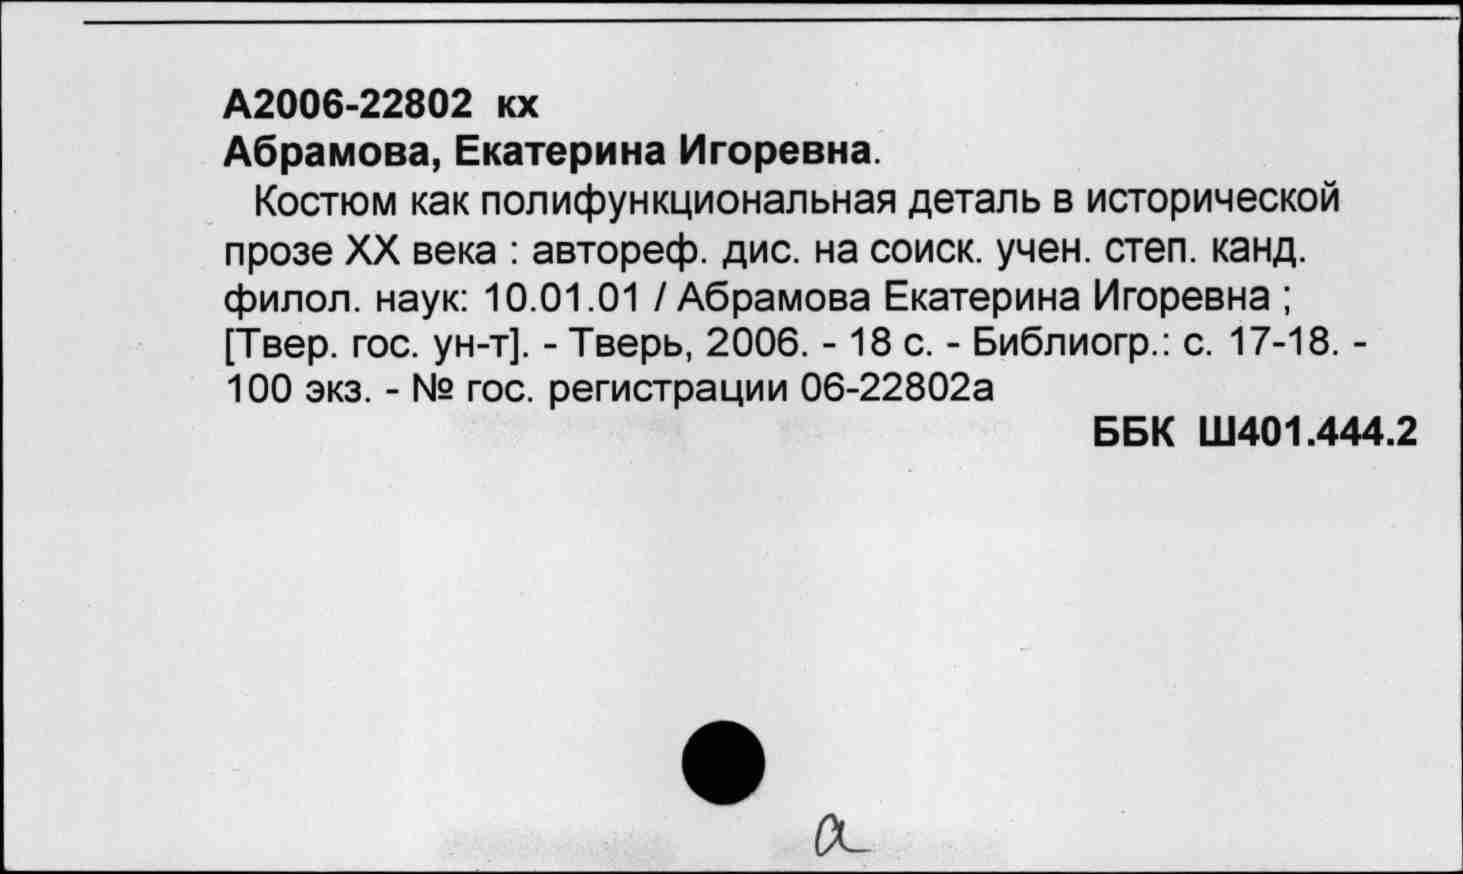 А2006-22802 кх
Абрамова, Екатерина Игоревна.
Костюм как полифункциональная деталь в исторической
прозе XX века : автореф. дис. на соиск. учен. степ. канд.
филол. наук: 10.01.01 / Абрамова Екатерина Игоревна ;
[Твер. гос. ун-т]. - Тверь, 2006. - 18 с. - Библиогр.: с. 17-18. -
100 экз. - № гос. регистрации 06-22802а
ББК Ш401.444.2
а